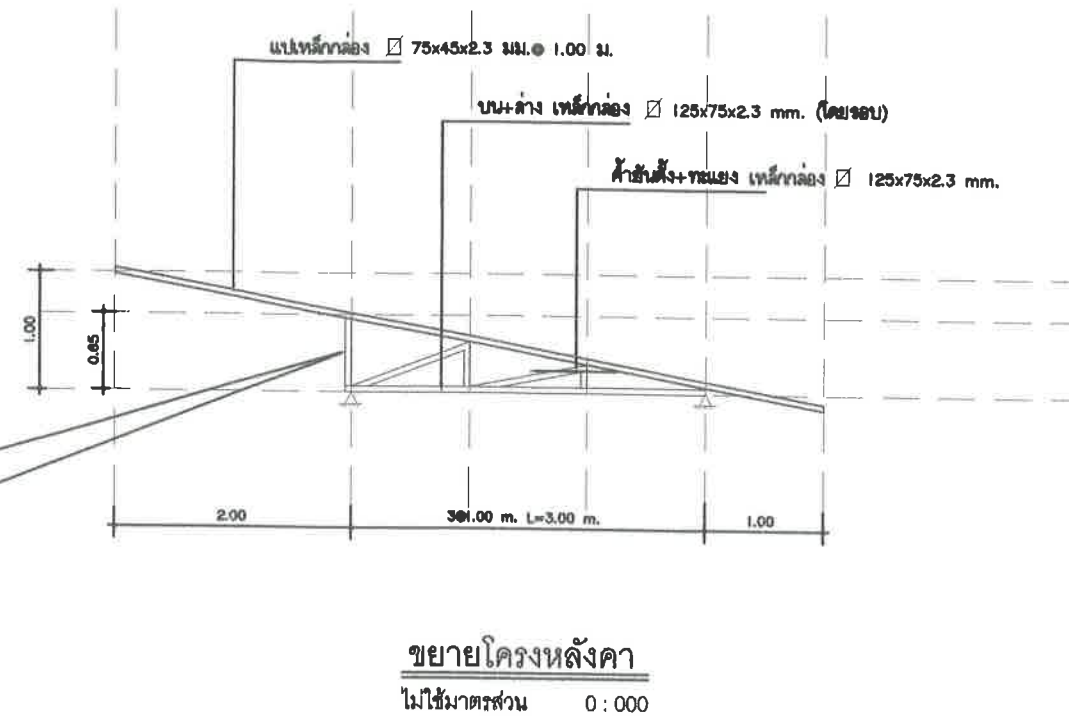 แปเหล็กกล่อง 75x45x2.3 มม.@ 1.00 ม.
บน+ล่าง เหล็กกล่อง 125x75x2.3 mm. (โดยรอบ)
ค้ำยันตั้ง+ทะแยง เหล็กกล่อง 125x75x2.3 mm.
1.00
0.65
2.00
3@1.00 m. L=3.00 m.
1.00
ขยายโครงหลังคา
ไม่ใช้มาตรส่วน 0 : 000